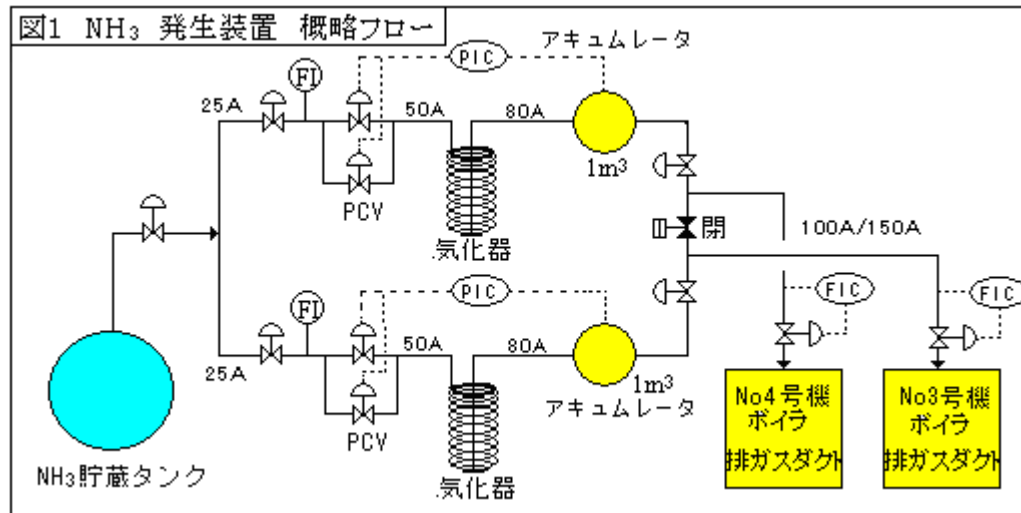 図1 NH₃ 発生装置 概略フロー
アキュムレータ
PIC
FI
25A
50A
80A
1m³
PCV
気化器
閉
100A/150A
FIC
FIC
PIC
FI
25A
50A
80A
1m³
アキュムレータ
PCV
気化器
NH₃貯蔵タンク
No4号機
ボイラ
排ガスダクト
No3号機
ボイラ
排ガスダクト